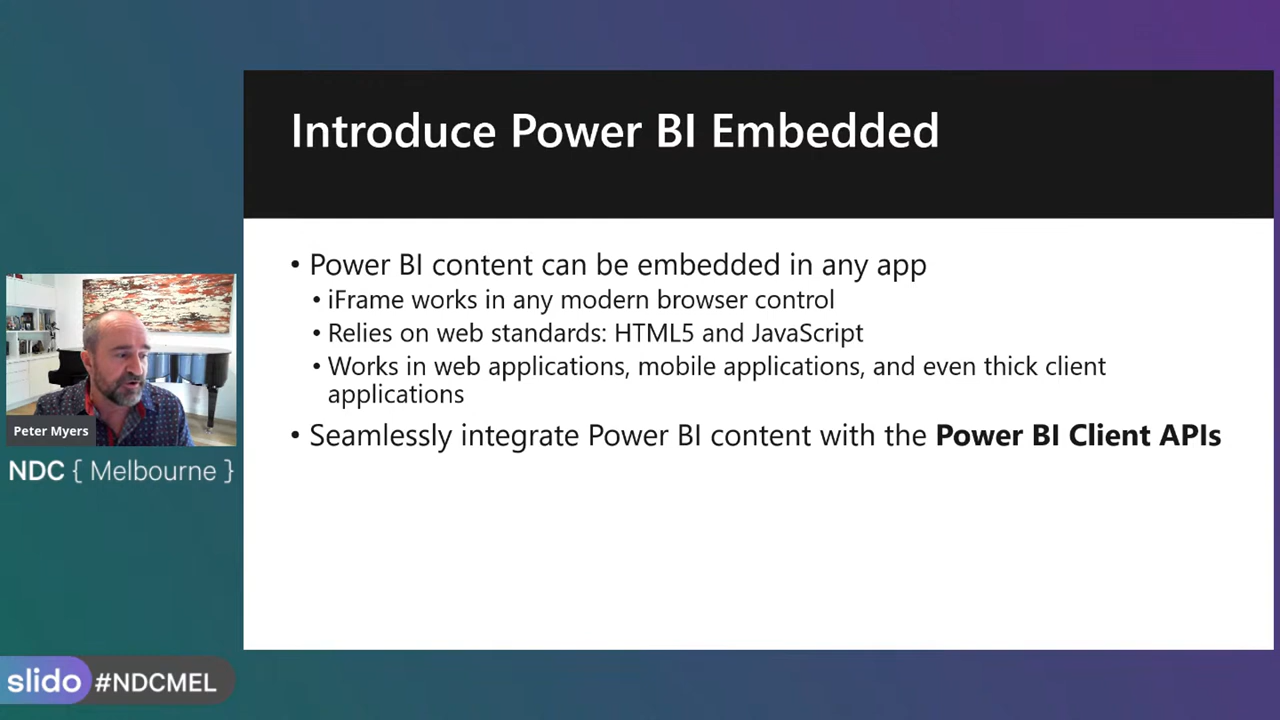 Introduce Power BI Embedded
• Power BI content can be embedded in any app
• iFrame works in any modern browser control
• Relies on web standards: HTML5 and JavaScript
• Works in web applications, mobile applications, and even thick client
applications
• Seamlessly integrate Power BI content with the Power BI Client APIs
Peter Myers
NDC { Melbourne }
slido #NDCMEL